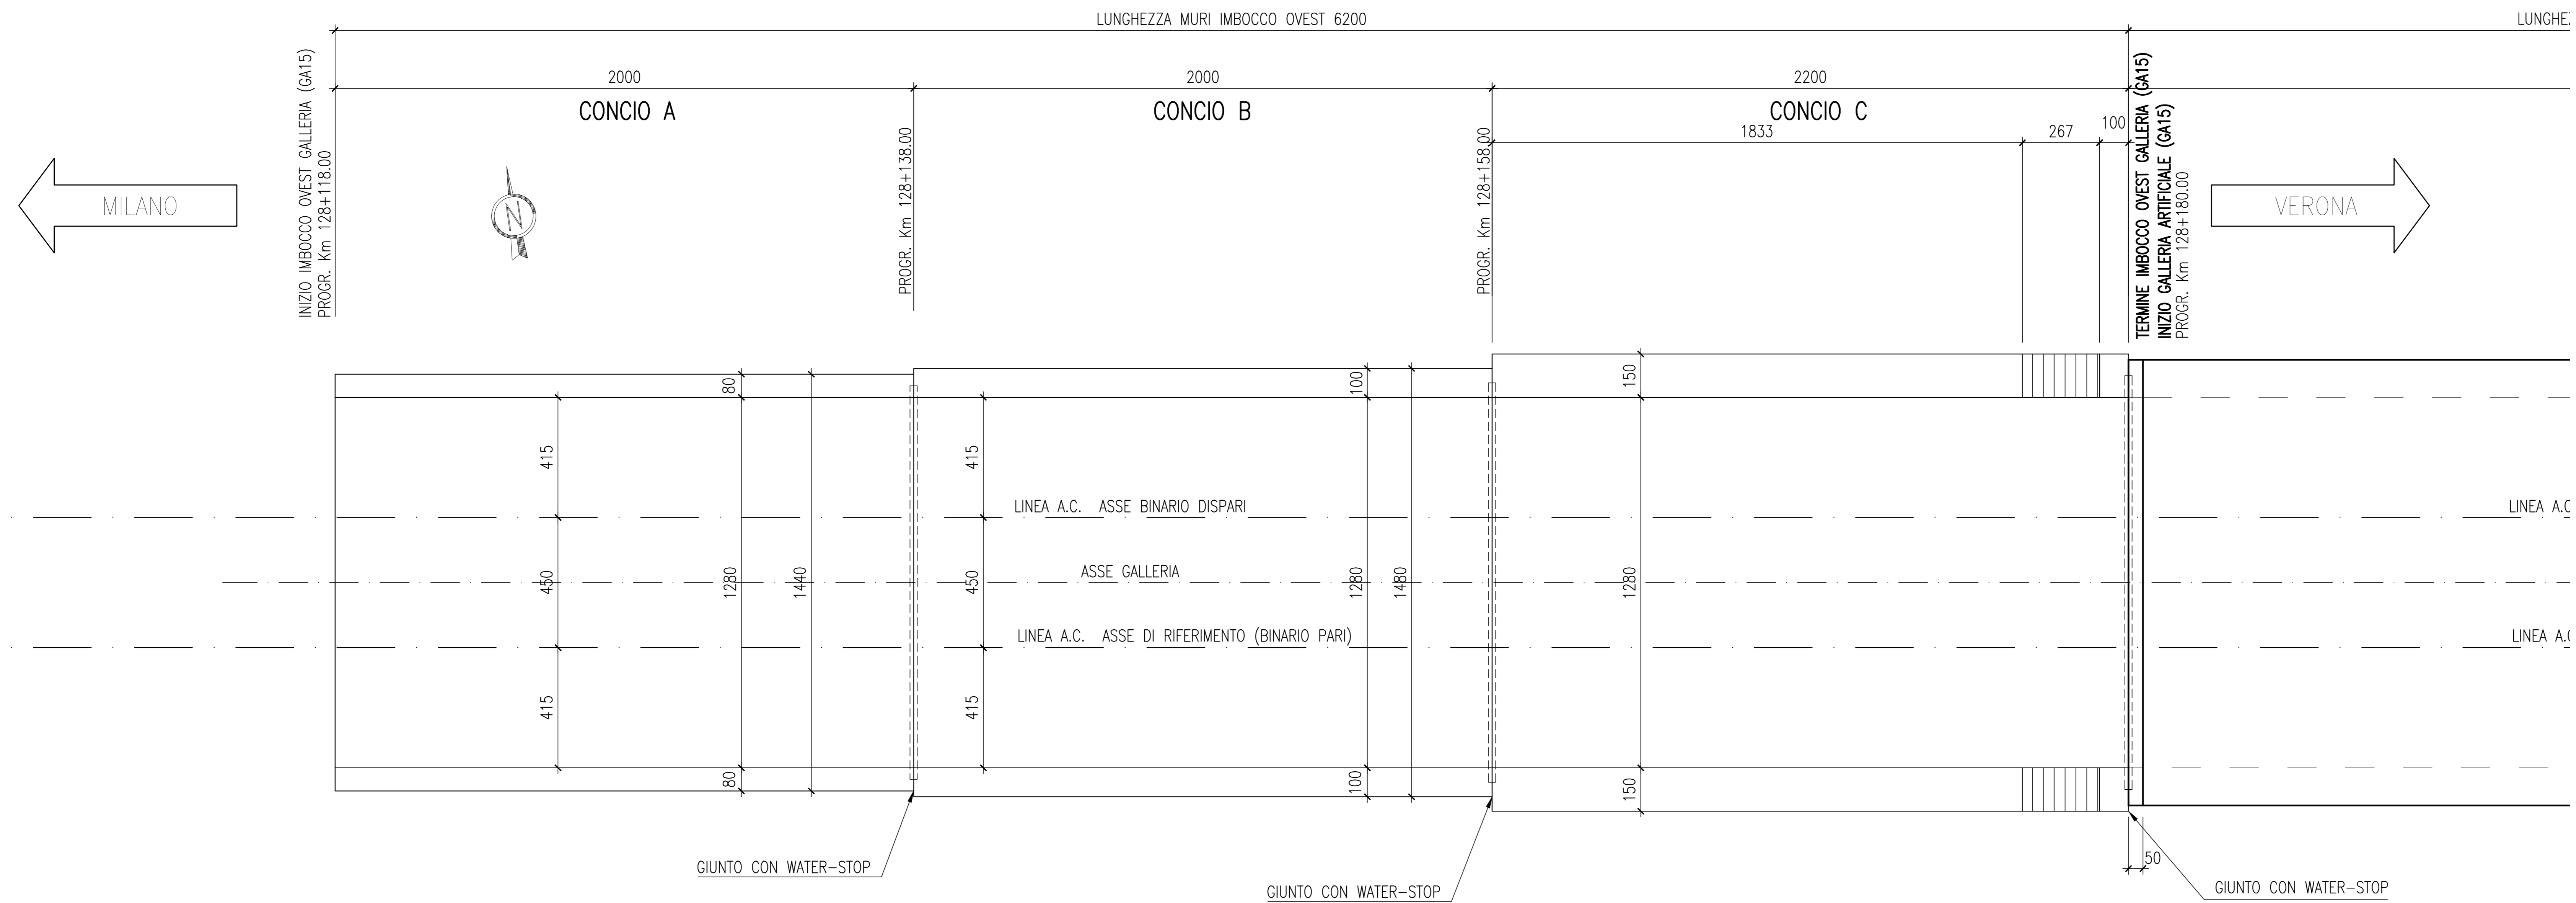 LUNGHEZZA MURI IMBOCCO OVEST 6200
2000
2000
2200
CONCIO A
CONCIO B
CONCIO C
1833
267
100
INIZIO IMBOCCO OVEST GALLERIA (GA15)
PROGR. Km 128+118.00
PROGR. Km 128+138.00
PROGR. Km 128+158.00
TERMINE IMBOCCO OVEST GALLERIA (GA15)
INIZIO GALLERIA ARTIFICIALE (GA15)
PROGR. Km 128+180.00
MILANO
N
VERONA
80
100
150
415
415
LINEA A.C. ASSE BINARIO DISPARI
450
1280
1440
450
ASSE GALLERIA
1280
1480
1280
LINEA A.C. ASSE DI RIFERIMENTO (BINARIO PARI)
415
415
80
100
150
50
GIUNTO CON WATER-STOP
GIUNTO CON WATER-STOP
GIUNTO CON WATER-STOP